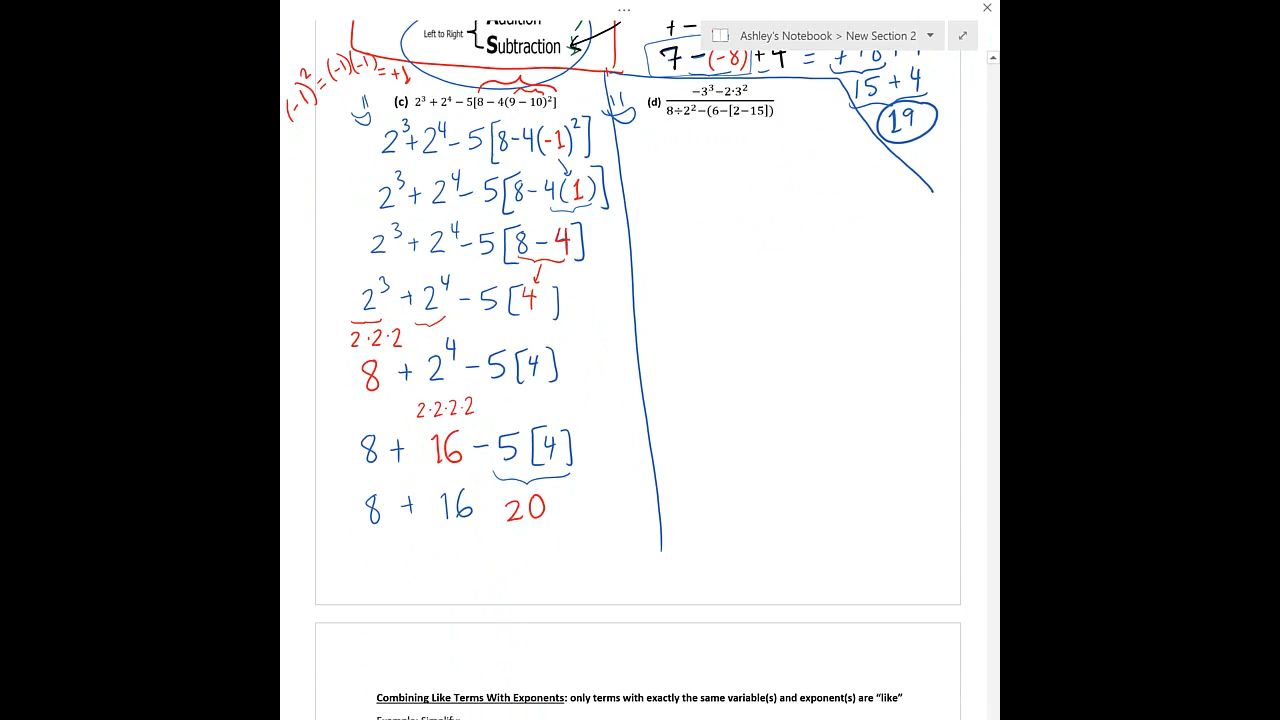 Addition
Left to Right
Subtraction
Ashley's Notebook > New Section 2
7 - (-8) + 4 =
15 + 4
19
(-1)² = (-1)(-1) = +1
(c) 2³ + 2⁴ − 5[8 − 4(9 − 10)²]
2³ + 2⁴ - 5[8 - 4(-1)²]
2³ + 2⁴ - 5[8 - 4(1)]
2³ + 2⁴ - 5[8 - 4]
2³ + 2⁴ - 5[4]
2·2·2
8 + 2⁴ - 5[4]
2·2·2·2
8 + 16 - 5[4]
8 + 16 20
(d) −3³−2·3²
8÷2²−(6−[2−15])
Combining Like Terms With Exponents: only terms with exactly the same variable(s) and exponent(s) are “like”
Example: Simplify